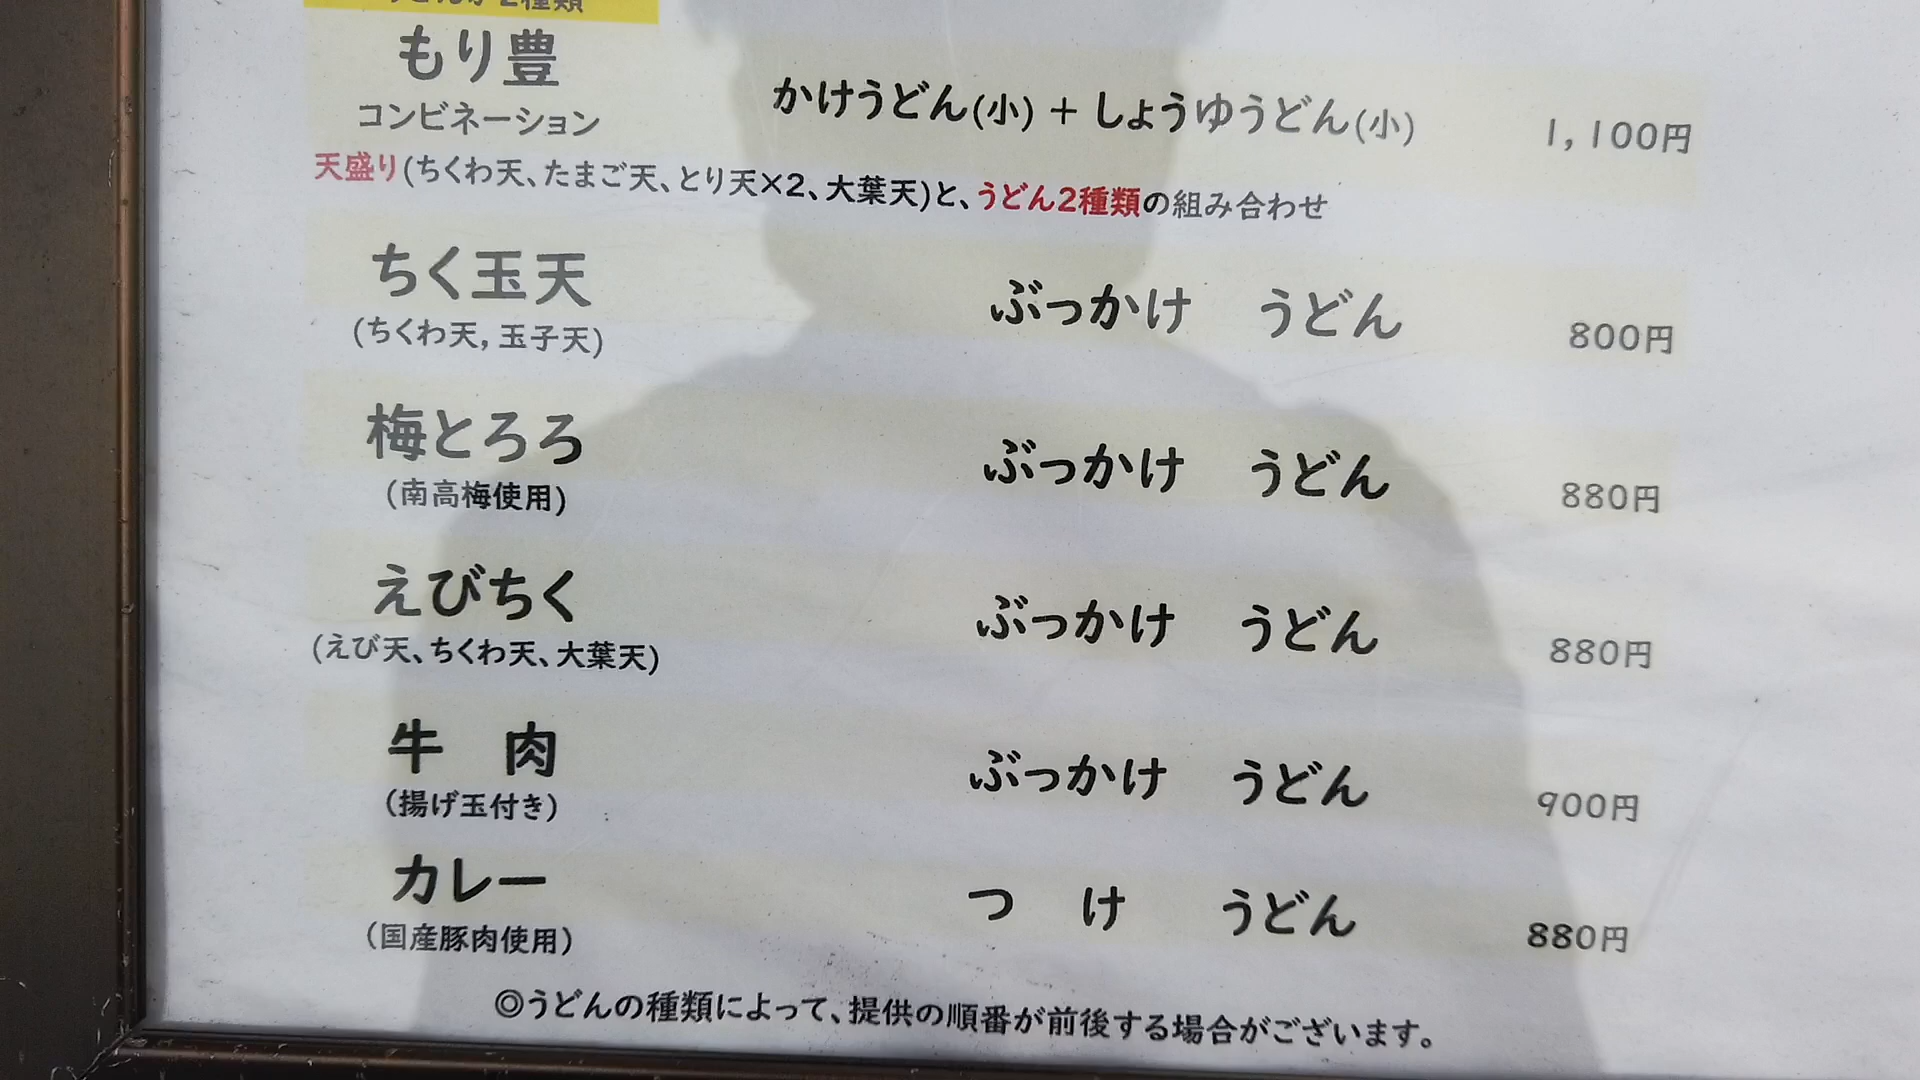 もり豊
コンビネーション
かけうどん(小) + しょうゆうどん(小) 1,100円
天盛り(ちくわ天、たまご天、とり天×2、大葉天)と、うどん2種類の組み合わせ
ちく玉天 ぶっかけ うどん 800円
(ちくわ天, 玉子天)
梅とろろ ぶっかけ うどん 880円
(南高梅使用)
えびちく ぶっかけ うどん 880円
(えび天、ちくわ天、大葉天)
牛 肉 ぶっかけ うどん 900円
(揚げ玉付き)
カレー つ け うどん 880円
(国産豚肉使用)
◎うどんの種類によって、提供の順番が前後する場合がございます。